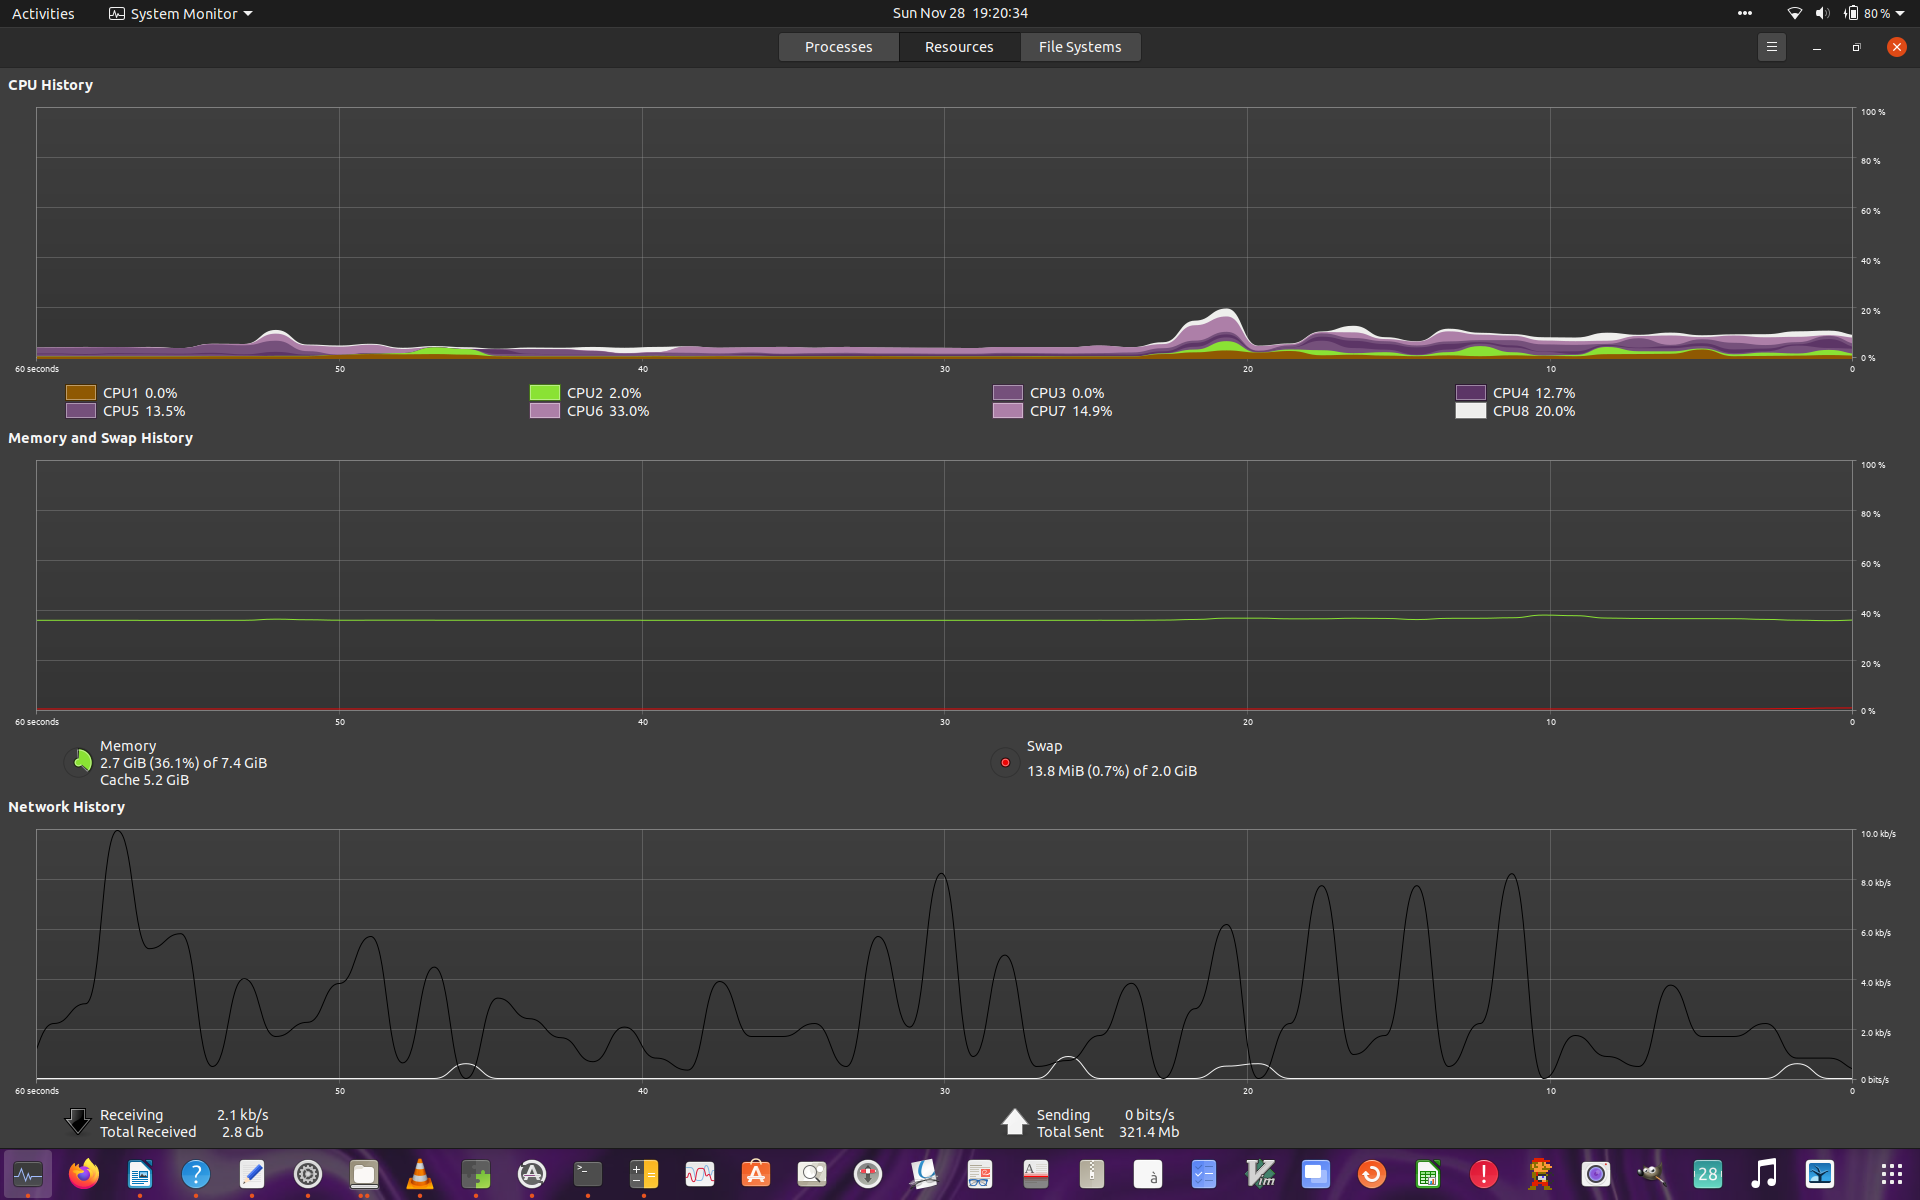 Activities System Monitor Sun Nov 28 19:20:34 80 %
Processes Resources File Systems
CPU History
100 %
80 %
60 %
40 %
20 %
0 %
60 seconds 50 40 30 20 10 0
CPU1 0.0% CPU2 2.0% CPU3 0.0% CPU4 12.7%
CPU5 13.5% CPU6 33.0% CPU7 14.9% CPU8 20.0%
Memory and Swap History
100 %
80 %
60 %
40 %
20 %
0 %
60 seconds 50 40 30 20 10 0
Memory
2.7 GiB (36.1%) of 7.4 GiB
Cache 5.2 GiB
Swap
13.8 MiB (0.7%) of 2.0 GiB
Network History
10.0 kb/s
8.0 kb/s
6.0 kb/s
4.0 kb/s
2.0 kb/s
0 bits/s
60 seconds 50 40 30 20 10 0
Receiving 2.1 kb/s
Total Received 2.8 Gb
Sending 0 bits/s
Total Sent 321.4 Mb
? >_ A à Vim ! 28